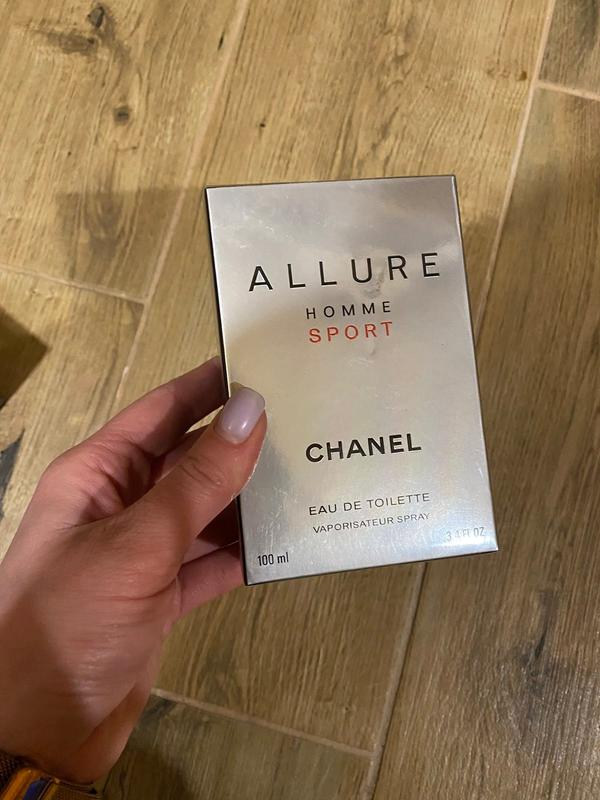 ALLURE
HOMME
SPORT
CHANEL
EAU DE TOILETTE
VAPORISATEUR SPRAY
100 ml
3.4 FL OZ